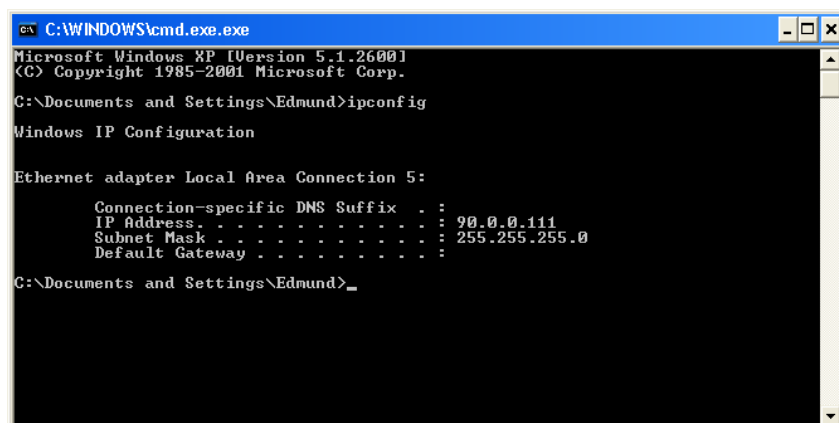 C:\WINDOWS\cmd.exe.exe
Microsoft Windows XP [Version 5.1.2600]
(C) Copyright 1985-2001 Microsoft Corp.
C:\Documents and Settings\Edmund>ipconfig
Windows IP Configuration
Ethernet adapter Local Area Connection 5:
Connection-specific DNS Suffix  . :
IP Address. . . . . . . . . . . . : 90.0.0.111
Subnet Mask . . . . . . . . . . . : 255.255.255.0
Default Gateway . . . . . . . . . :
C:\Documents and Settings\Edmund>_